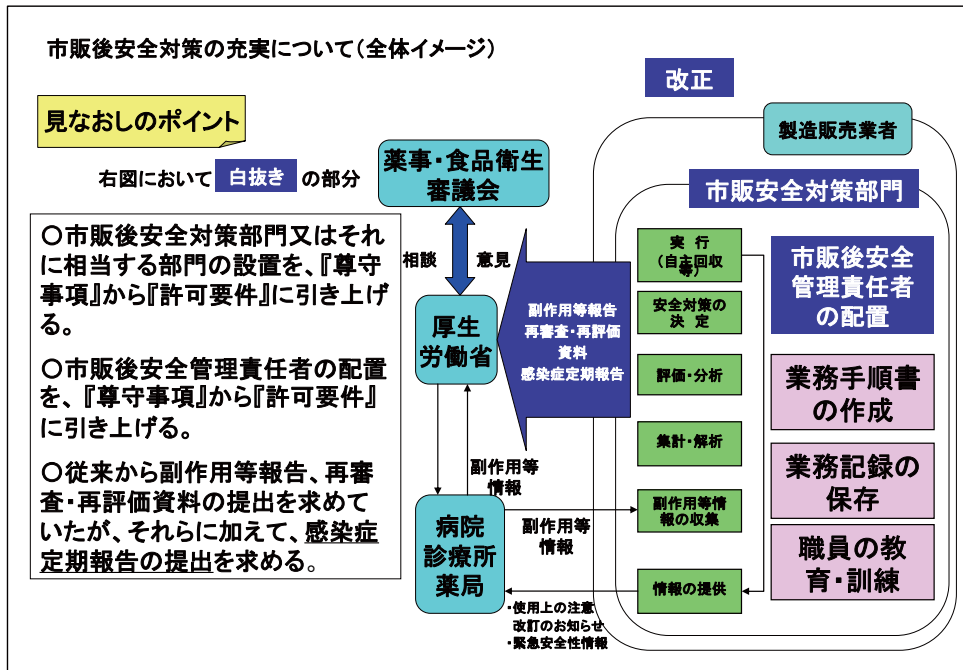 市販後安全対策の充実について(全体イメージ)
改正
見なおしのポイント
右図において 白抜き の部分
〇市販後安全対策部門又はそれ
に相当する部門の設置を、『尊守
事項』から『許可要件』に引き上げ
る。
〇市販後安全管理責任者の配置
を、『尊守事項』から『許可要件』
に引き上げる。
〇従来から副作用等報告、再審
査・再評価資料の提出を求めて
いたが、それらに加えて、感染症
定期報告の提出を求める。
薬事・食品衛生
審議会
相談
意見
厚生
労働省
副作用等
情報
病院
診療所
薬局
副作用等
情報
・使用上の注意
改訂のお知らせ
・緊急安全性情報
副作用等報告
再審査・再評価
資料
感染症定期報告
製造販売業者
市販安全対策部門
実 行
(自主回収
等)
安全対策の
決 定
評価・分析
集計・解析
副作用等情
報の収集
情報の提供
市販後安全
管理責任者
の配置
業務手順書
の作成
業務記録の
保存
職員の教
育・訓練